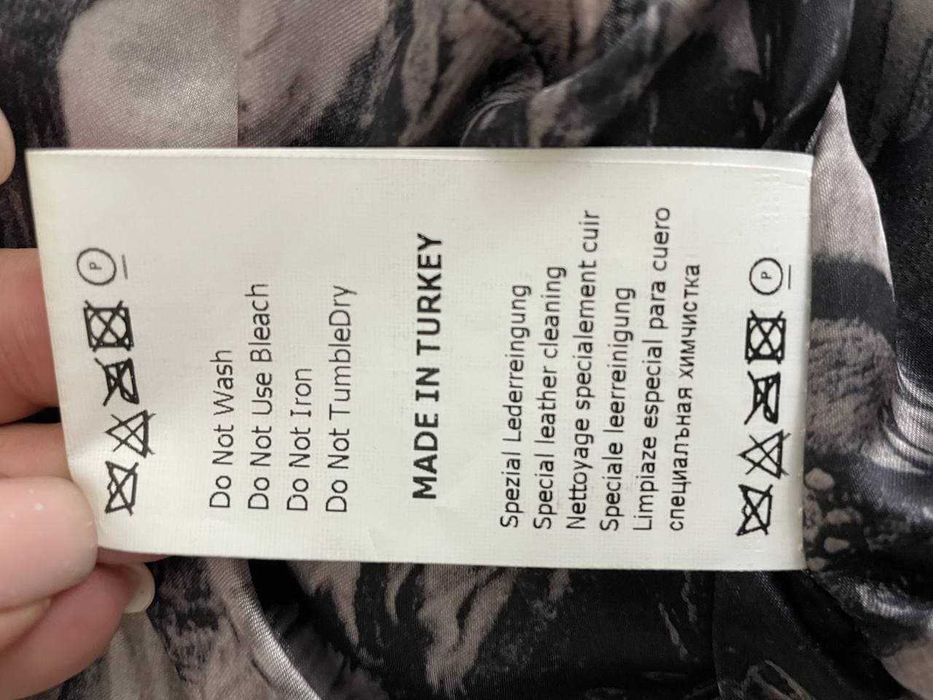 P
Do Not Wash
Do Not Use Bleach
Do Not Iron
Do Not TumbleDry
MADE IN TURKEY
Spezial Lederreingung
Special leather cleaning
Nettoyage specialement cuir
Speciale leerreinigung
Limpiaze especial para cuero
специалъная химчистка
P